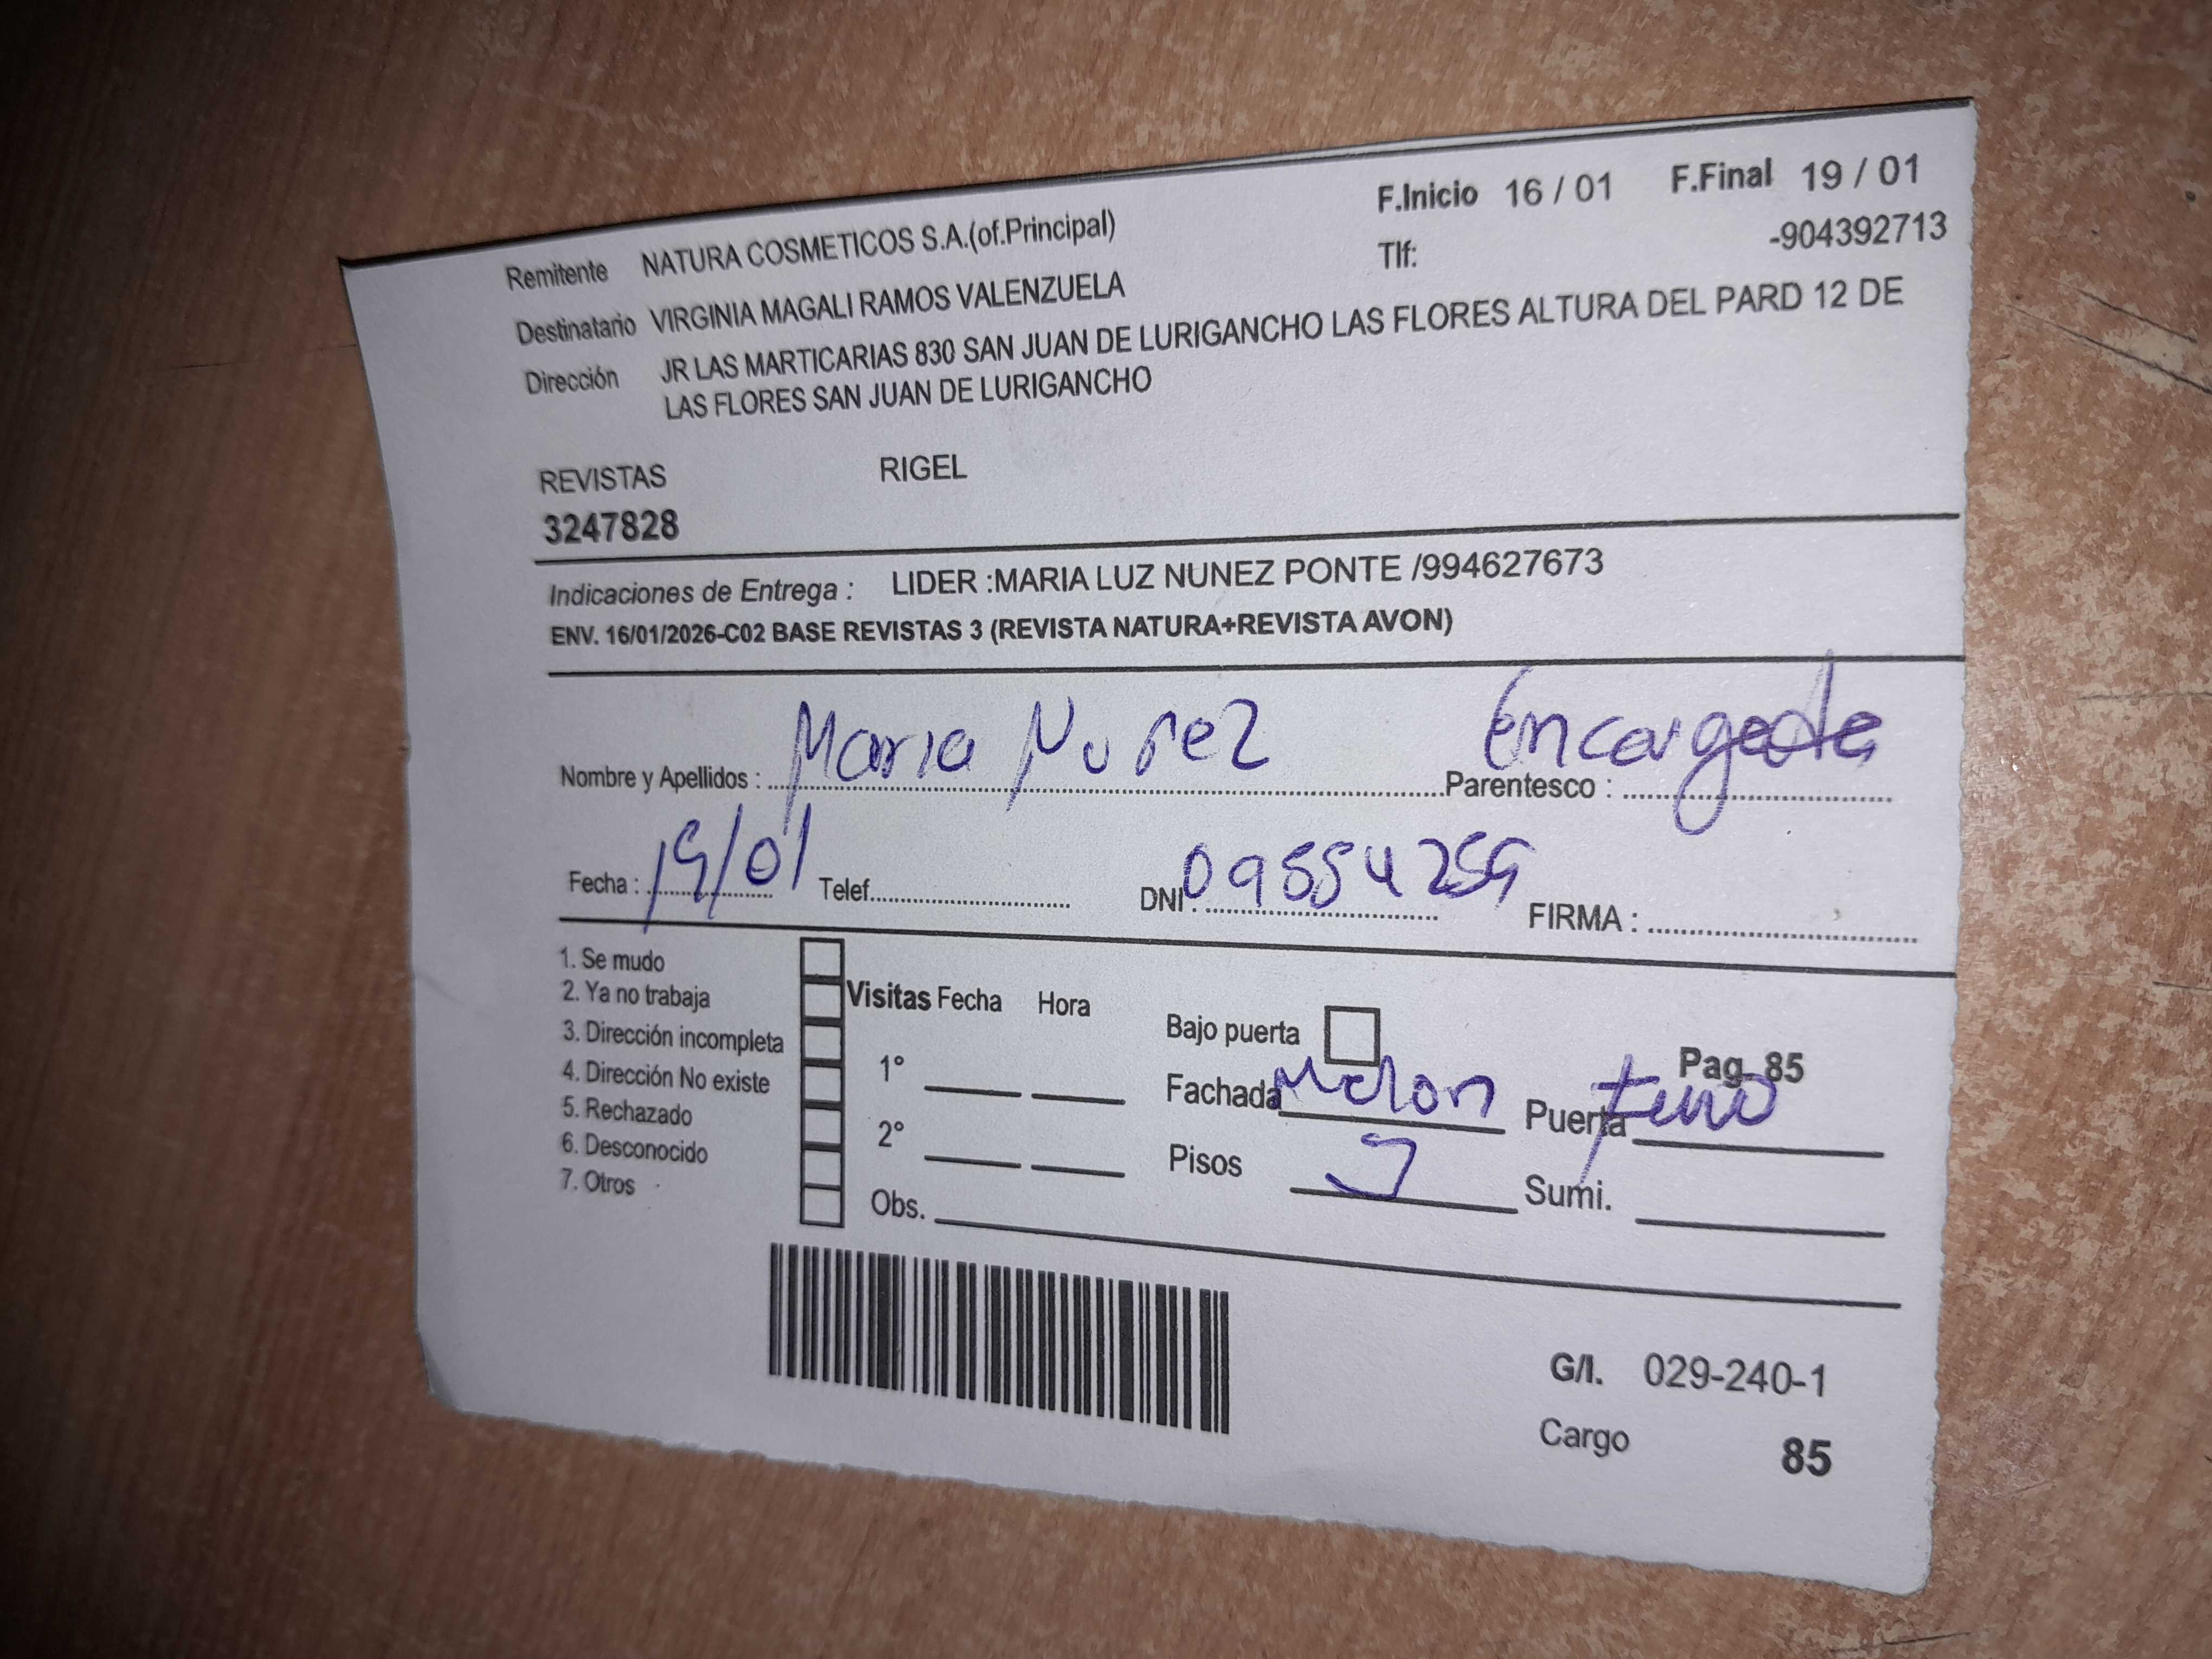 Remitente NATURA COSMETICOS S.A.(of.Principal) F.Inicio 16 / 01 F.Final 19 / 01
Destinatario VIRGINIA MAGALI RAMOS VALENZUELA Tlf: -904392713
Dirección JR LAS MARTICARIAS 830 SAN JUAN DE LURIGANCHO LAS FLORES ALTURA DEL PARD 12 DE
LAS FLORES SAN JUAN DE LURIGANCHO
REVISTAS RIGEL
3247828
Indicaciones de Entrega : LIDER :MARIA LUZ NUNEZ PONTE /994627673
ENV. 16/01/2026-C02 BASE REVISTAS 3 (REVISTA NATURA+REVISTA AVON)
Nombre y Apellidos : Maria Nuñez Parentesco : Encargada
Fecha : 19/01 Telef. DNI : 09554259 FIRMA :
1. Se mudo
2. Ya no trabaja Visitas Fecha Hora Bajo puerta
3. Dirección incompleta Pag. 85
4. Dirección No existe 1° Fachada Melon Puerta
5. Rechazado
6. Desconocido 2° Pisos Sumi.
7. Otros Obs.
G/I. 029-240-1
Cargo 85